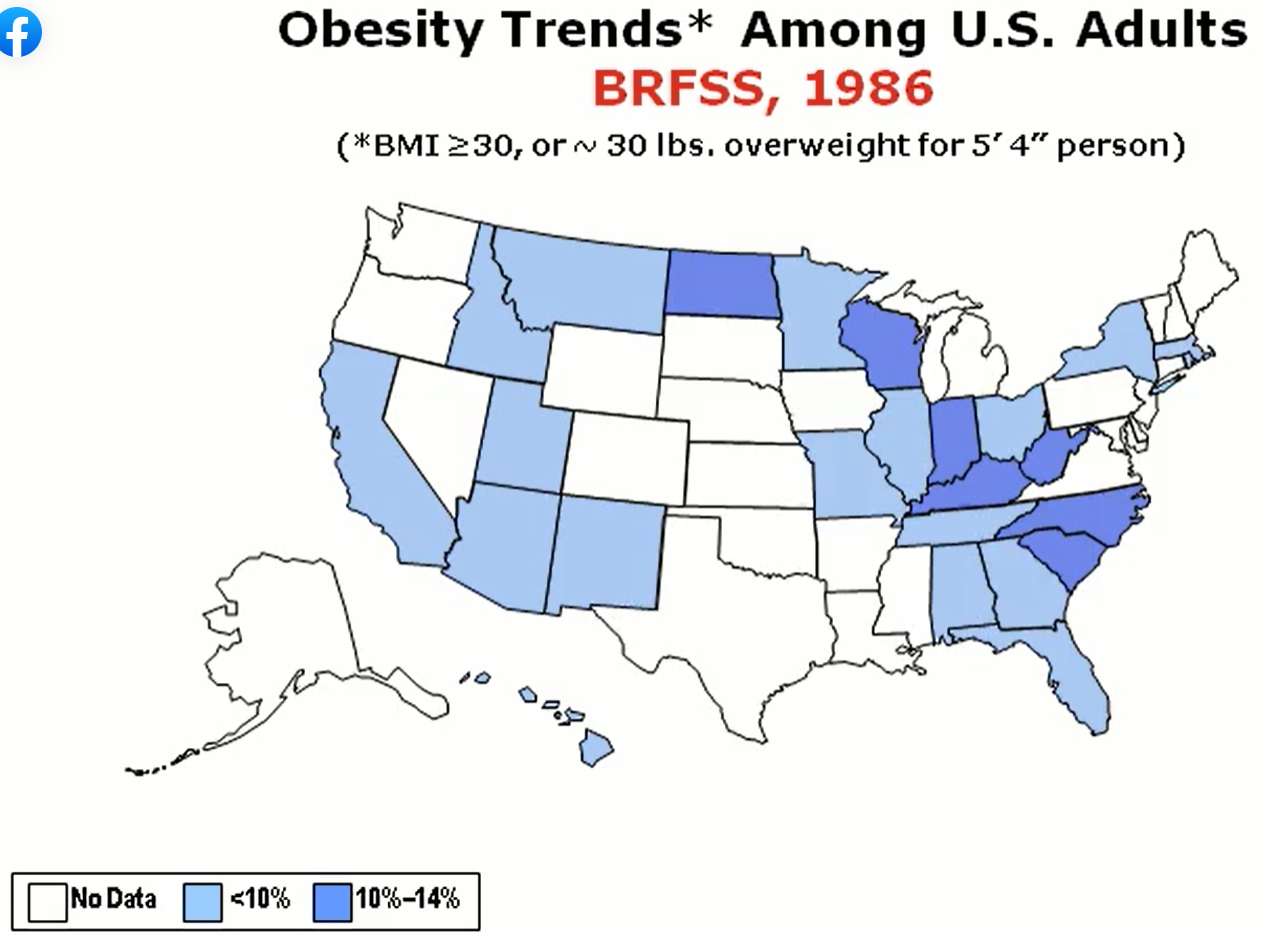 Obesity Trends* Among U.S. Adults
BRFSS, 1986
(*BMI ≥30, or ~ 30 lbs. overweight for 5′ 4″ person)
No Data <10% 10%–14%